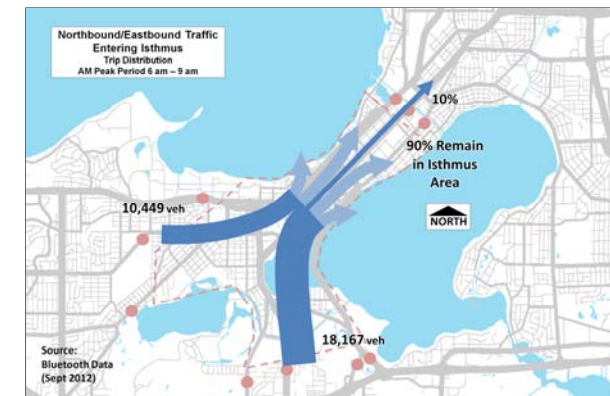 Northbound/Eastbound Traffic
Entering Isthmus
Trip Distribution
AM Peak Period 6 am – 9 am
10%
90% Remain
in Isthmus
Area
10,449 veh
NORTH
18,167 veh
Source:
Bluetooth Data
(Sept 2012)